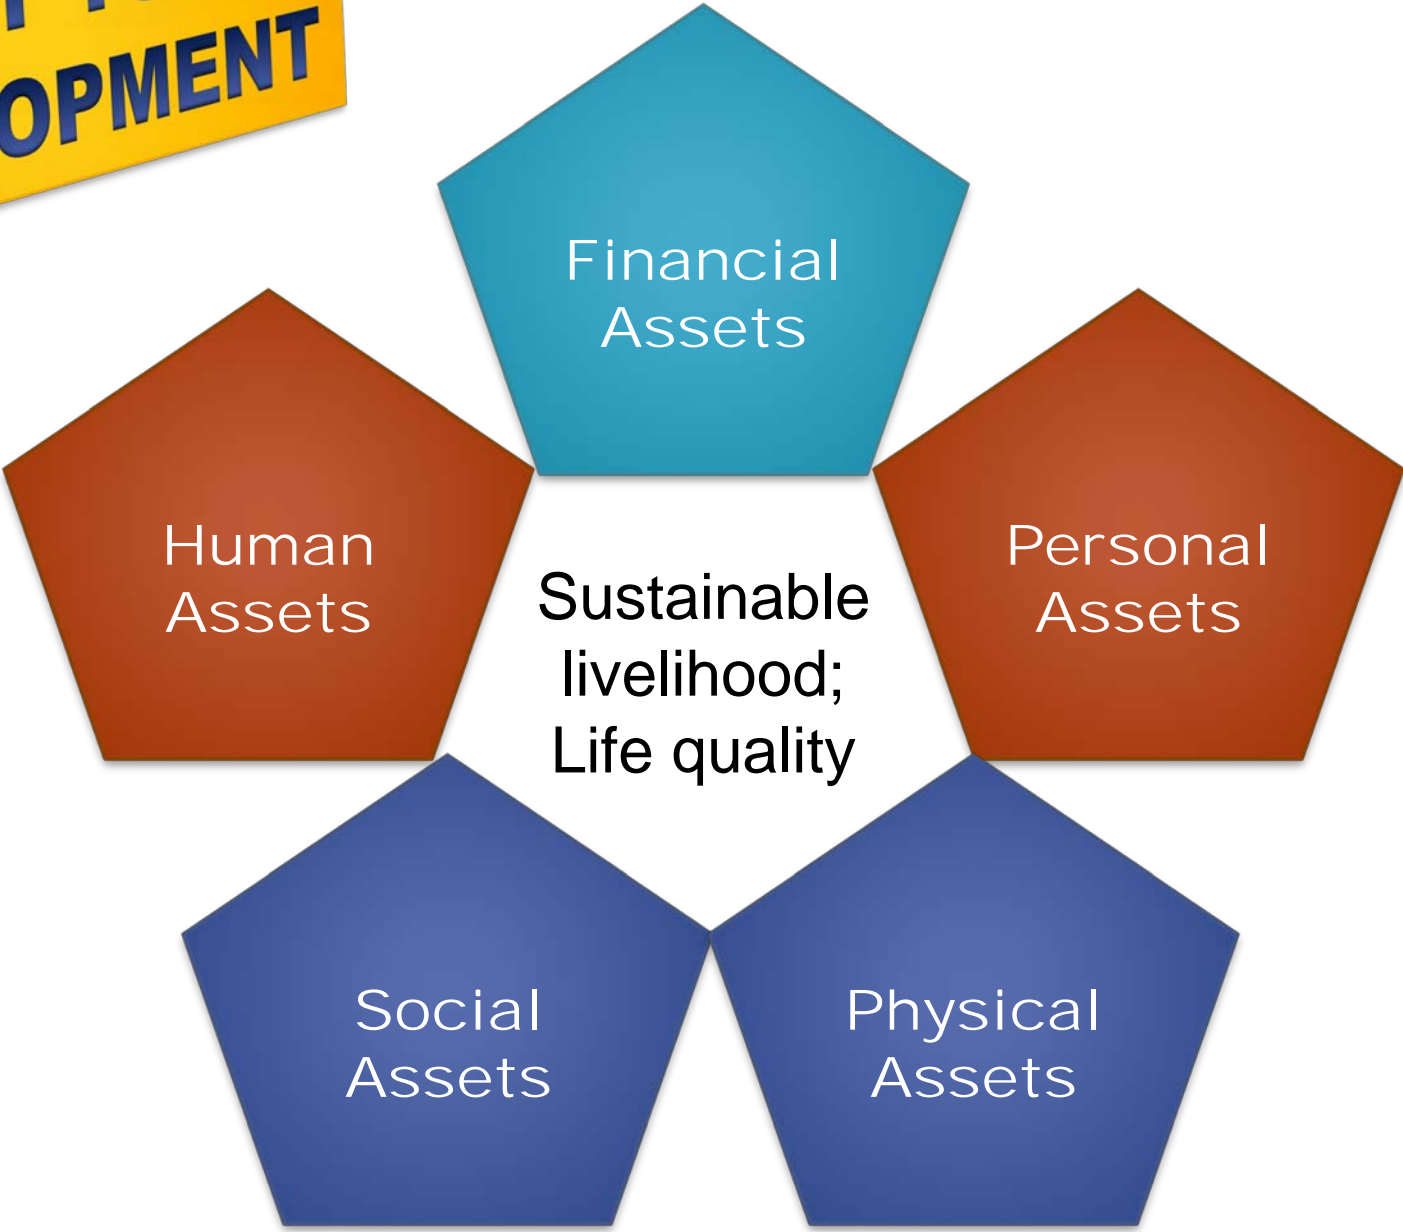 OPMENT
Financial
Assets
Human
Assets
Personal
Assets
Sustainable
livelihood;
Life quality
Social
Assets
Physical
Assets